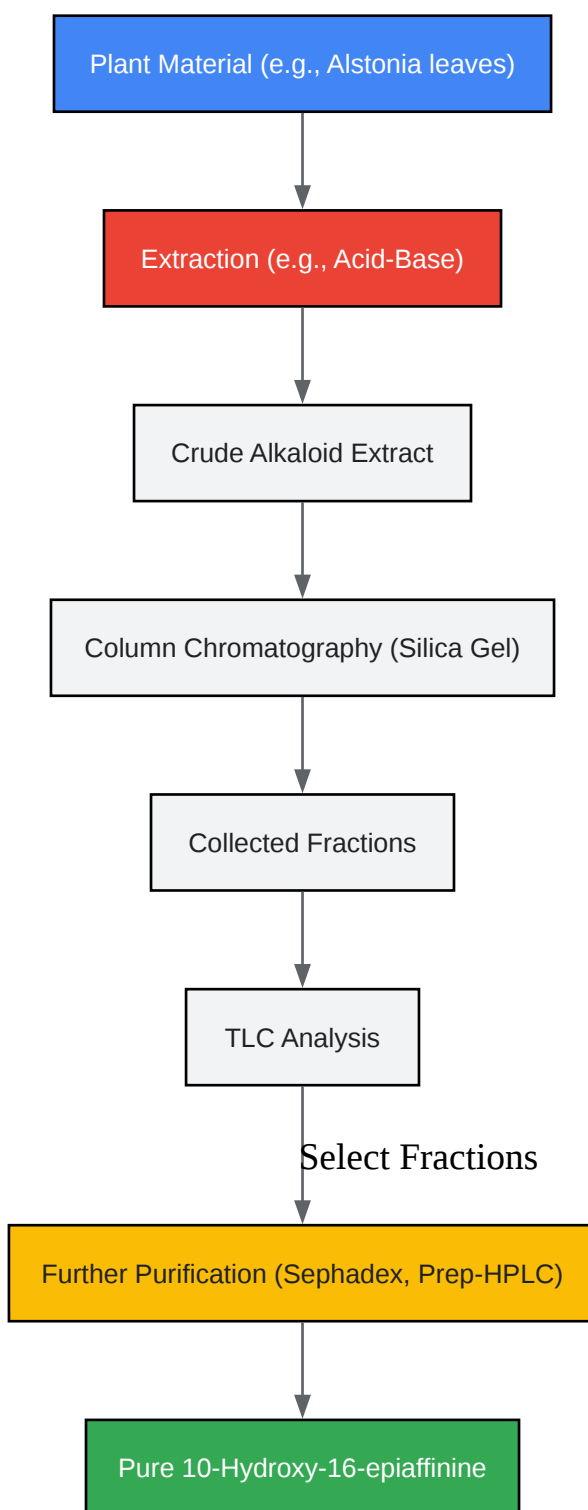 Plant Material (e.g., Alstonia leaves)
Extraction (e.g., Acid-Base)
Crude Alkaloid Extract
Column Chromatography (Silica Gel)
Collected Fractions
TLC Analysis
Select Fractions
Further Purification (Sephadex, Prep-HPLC)
Pure 10-Hydroxy-16-epiaffinine